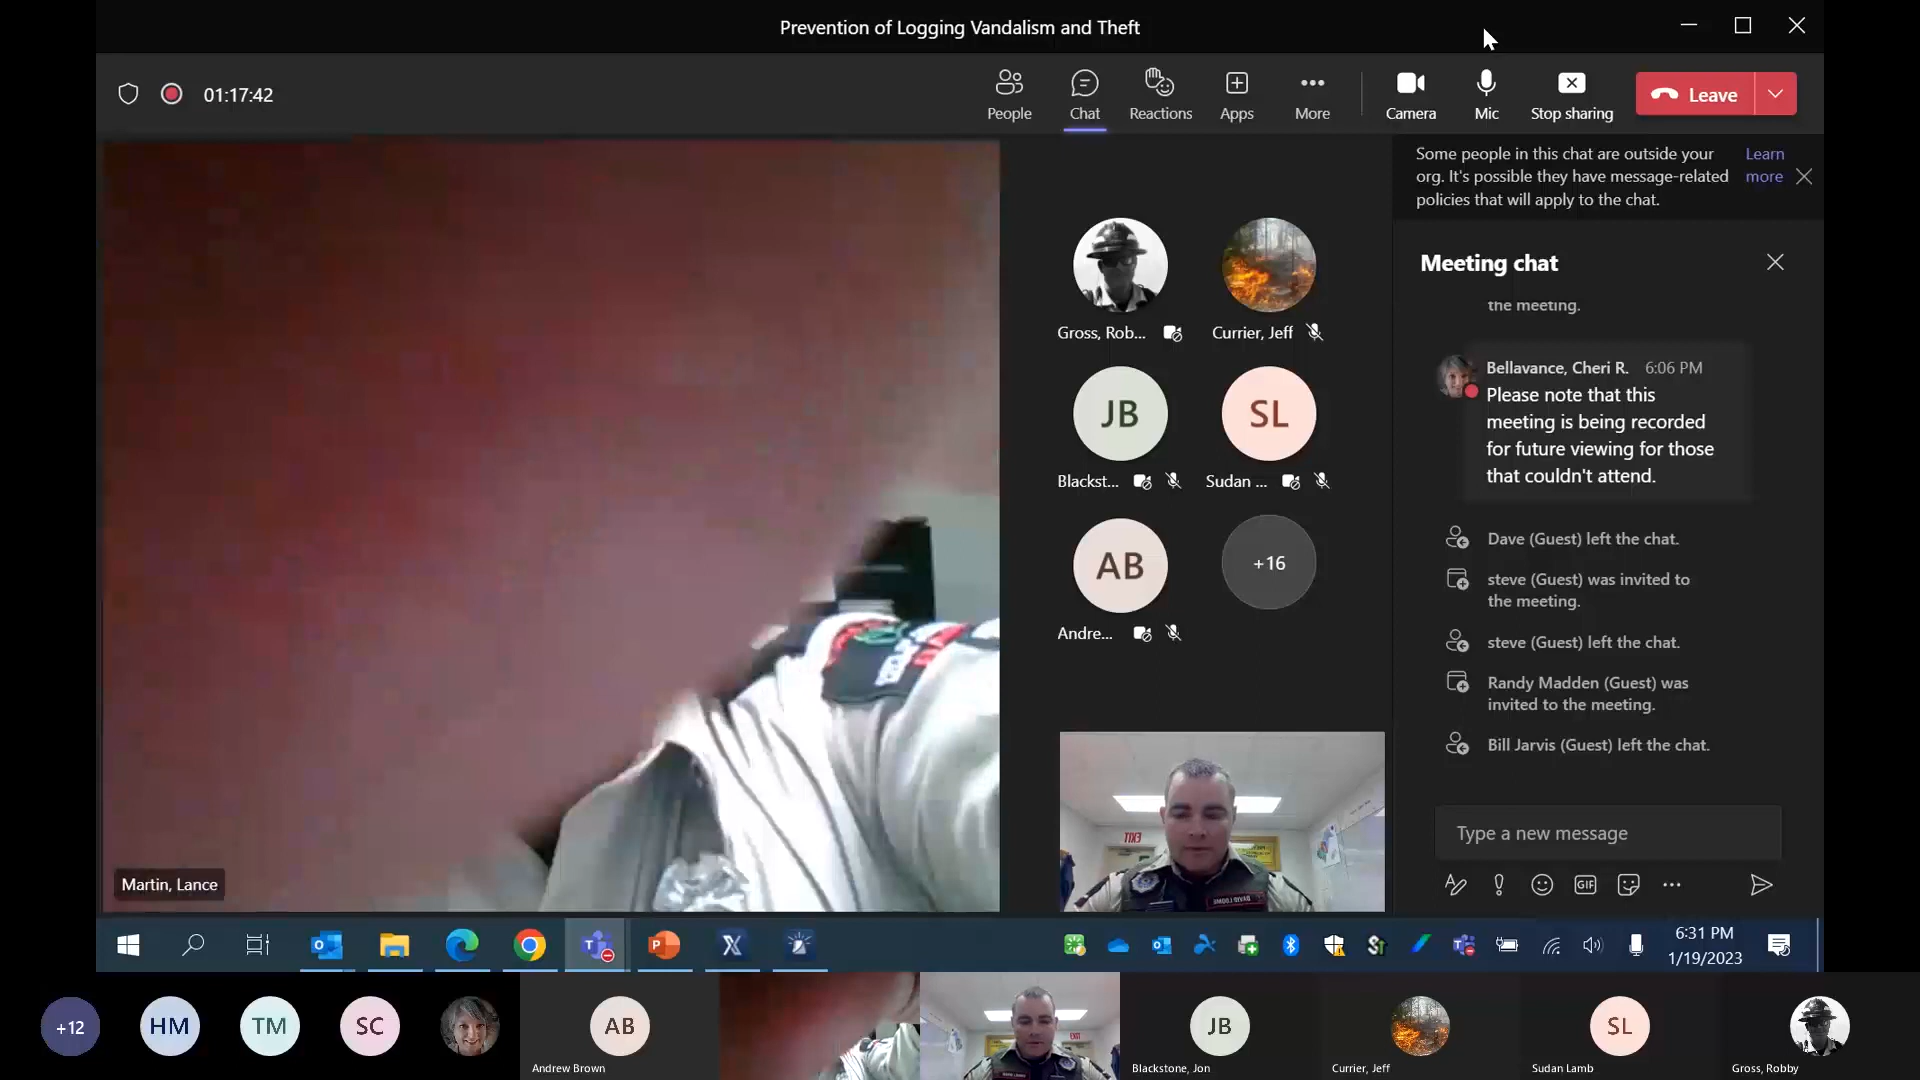 Prevention of Logging Vandalism and Theft
01:17:42
People
Chat
Reactions
Apps
More
Camera
Mic
Stop sharing
Leave
Some people in this chat are outside your
org. It's possible they have message-related
policies that will apply to the chat.
Learn
more
Gross, Rob...
Currier, Jeff
JB
SL
Blackst...
Sudan ...
AB
+16
Andre...
Martin, Lance
EXIT
DAVID LOOWE
Meeting chat
the meeting.
Bellavance, Cheri R. 6:06 PM
Please note that this
meeting is being recorded
for future viewing for those
that couldn't attend.
Dave (Guest) left the chat.
steve (Guest) was invited to
the meeting.
steve (Guest) left the chat.
Randy Madden (Guest) was
invited to the meeting.
Bill Jarvis (Guest) left the chat.
Type a new message
GIF
6:31 PM
1/19/2023
+12
HM
TM
SC
AB
Andrew Brown
JB
Blackstone, Jon
Currier, Jeff
SL
Sudan Lamb
Gross, Robby